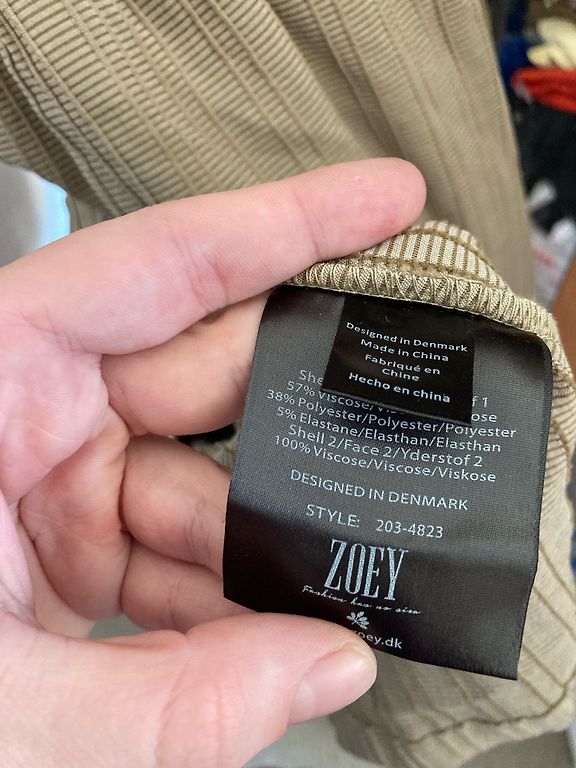 Designed in Denmark
Made in China
Fabriqué en
Chine
Hecho en china
57% Viscose/
38% Polyester/Polyester/Polyester
5% Elastane/Elasthan/Elasthan
Shell 2/Face 2/Yderstof 2
100% Viscose/Viscose/Viskose
DESIGNED IN DENMARK
STYLE: 203-4823
ZOEY
Fashion has no size
zoey.dk